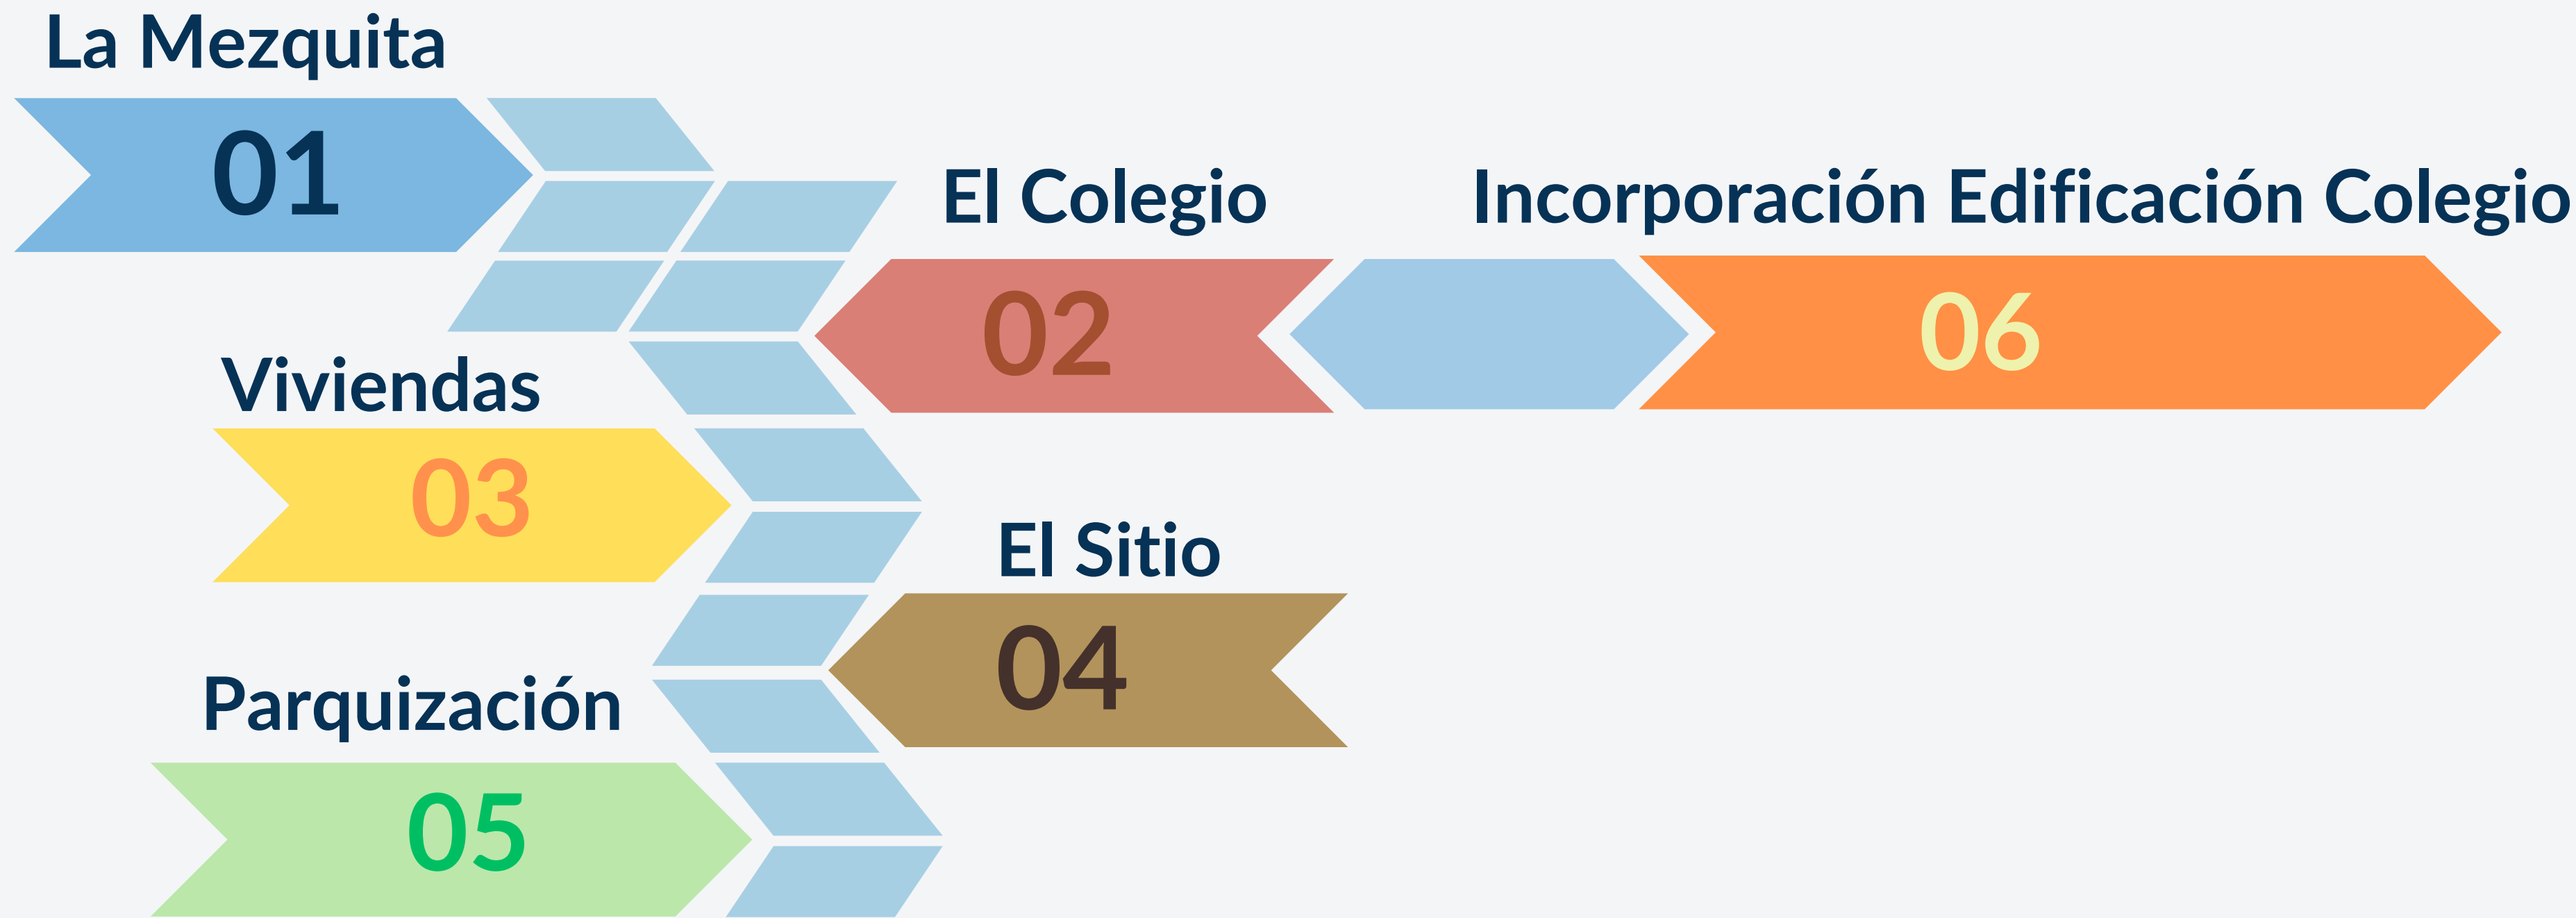 La Mezquita
01
El Colegio
02
Incorporación Edificación Colegio
06
Viviendas
03
El Sitio
04
Parquización
05